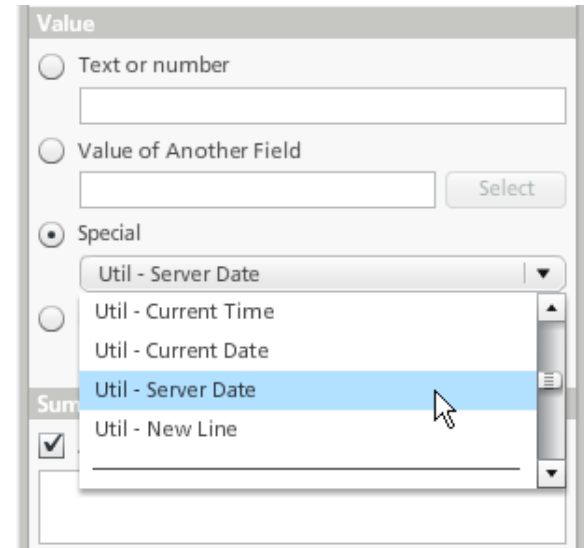 Value
Text or number
Value of Another Field
Select
Special
Util - Server Date
Util - Current Time
Util - Current Date
Util - Server Date
Util - New Line